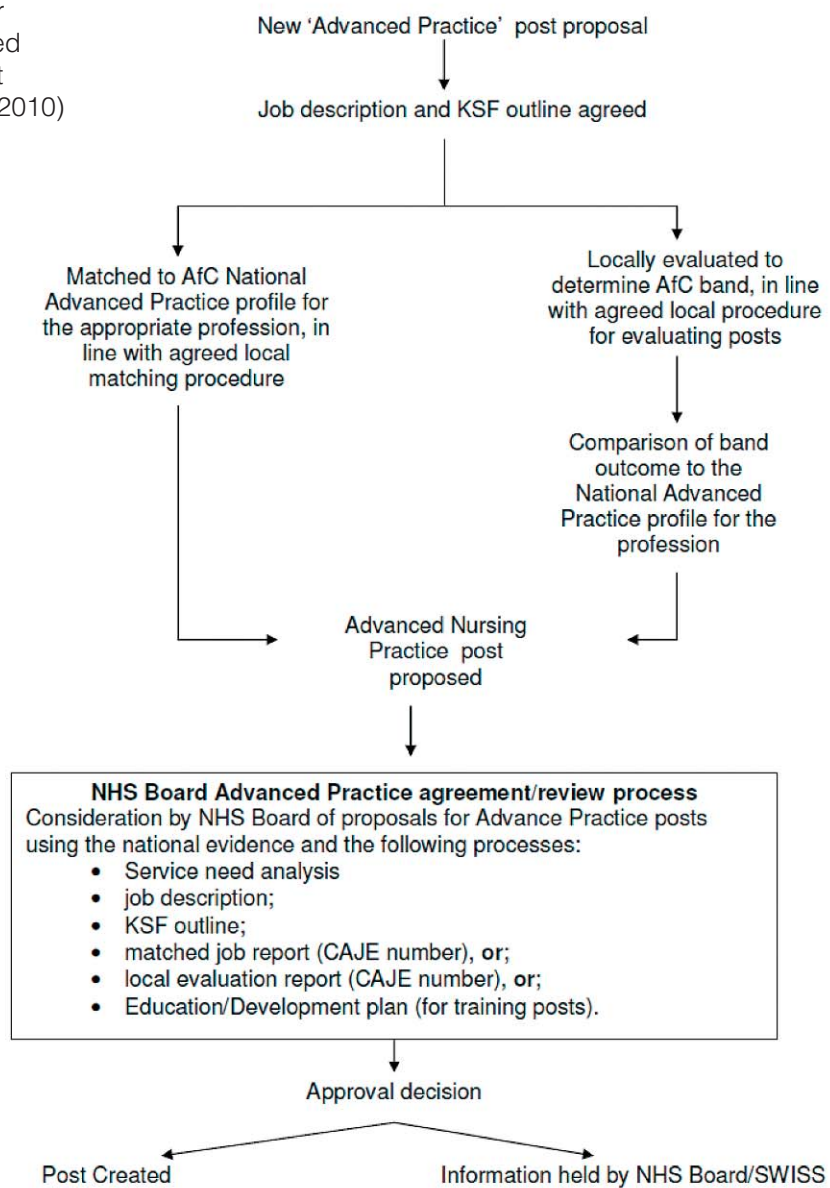 r
ed
t
2010)
New 'Advanced Practice' post proposal
Job description and KSF outline agreed
Matched to AfC National
Advanced Practice profile for
the appropriate profession, in
line with agreed local
matching procedure
Locally evaluated to
determine AfC band, in line
with agreed local procedure
for evaluating posts
Comparison of band
outcome to the
National Advanced
Practice profile for the
profession
Advanced Nursing
Practice post
proposed
NHS Board Advanced Practice agreement/review process
Consideration by NHS Board of proposals for Advance Practice posts
using the national evidence and the following processes:
• Service need analysis
• job description;
• KSF outline;
• matched job report (CAJE number), or;
• local evaluation report (CAJE number), or;
• Education/Development plan (for training posts).
Approval decision
Post Created
Information held by NHS Board/SWISS